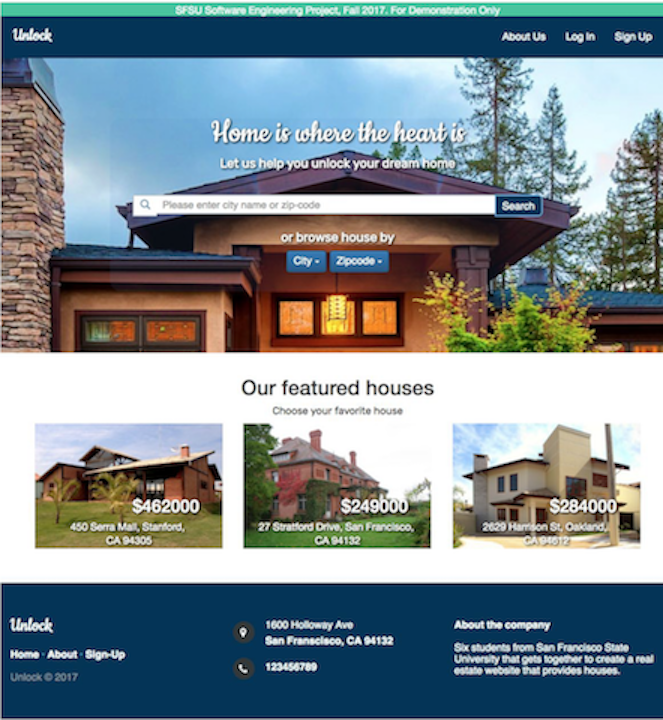 SFSU Software Engineering Project, Fall 2017. For Demonstration Only
Unlock
About Us Log In Sign Up
Home is where the heart is
Let us help you unlock your dream home
Please enter city name or zip-code Search
or browse house by
City Zipcode
Our featured houses
Choose your favorite house
$462000
450 Serra Mall, Stanford,
CA 94305
$249000
27 Stratford Drive, San Francisco,
CA 94132
$284000
2629 Harrison St, Oakland,
CA 94612
Unlock
Home · About · Sign-Up
Unlock © 2017
1600 Holloway Ave
San Franscisco, CA 94132
123456789
About the company
Six students from San Francisco State
University that gets together to create a real
estate website that provides houses.